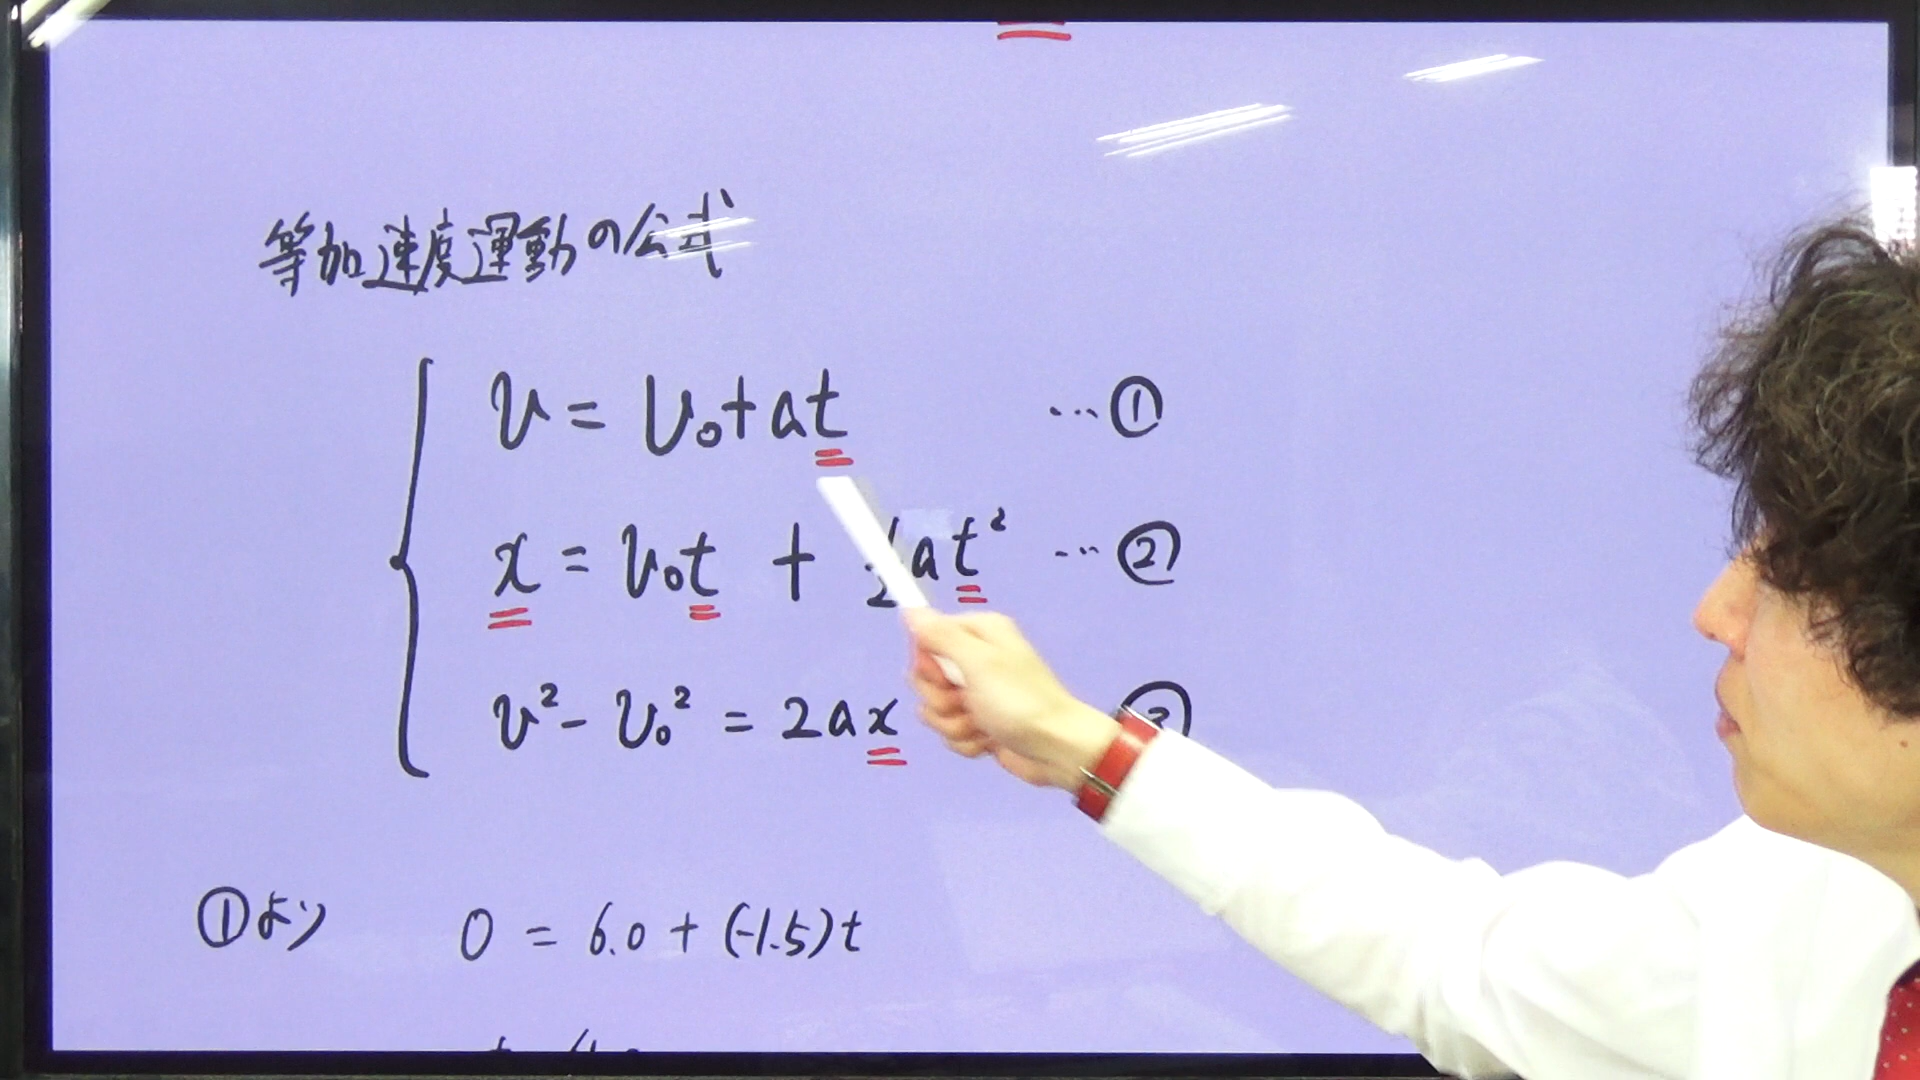 等加速度運動の公式
v = v₀+at …①
x = v₀t + ½at² …②
v² - v₀² = 2ax ③
①より 0 = 6.0 + (-1.5)t